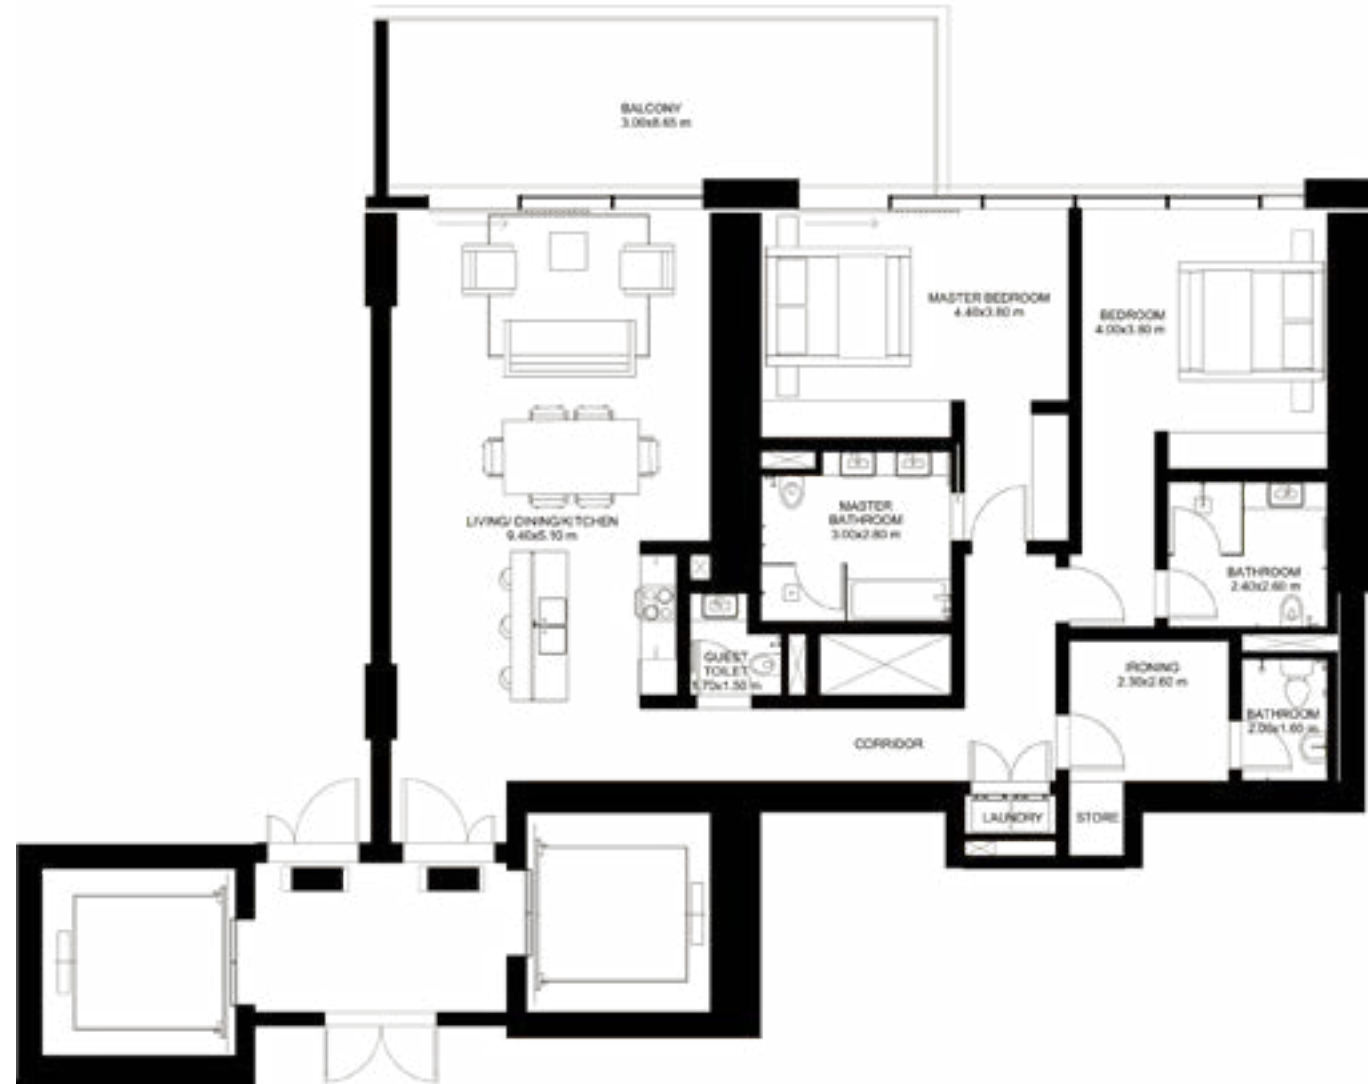 BALCONY
3.00x8.65 m
MASTER BEDROOM
4.40x3.80 m
BEDROOM
4.00x3.80 m
LIVING/ DINING/KITCHEN
9.40x5.10 m
MASTER
BATHROOM
3.00x2.80 m
BATHROOM
2.40x2.60 m
GUEST
TOILET
1.70x1.50 m
IRONING
2.30x2.60 m
BATHROOM
2.00x1.60 m
CORRIDOR
LAUNDRY
STORE